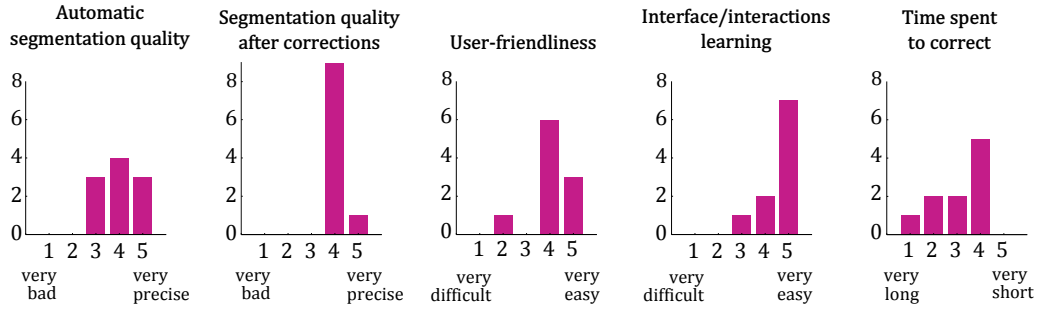 Automatic
segmentation quality
8
6
4
2
0
1 2 3 4 5
very
bad
very
precise
Segmentation quality
after corrections
8
6
4
2
0
1 2 3 4 5
very
bad
very
precise
User-friendliness
8
6
4
2
0
1 2 3 4 5
very
difficult
very
easy
Interface/interactions
learning
8
6
4
2
0
1 2 3 4 5
very
difficult
very
easy
Time spent
to correct
8
6
4
2
0
1 2 3 4 5
very
long
very
short